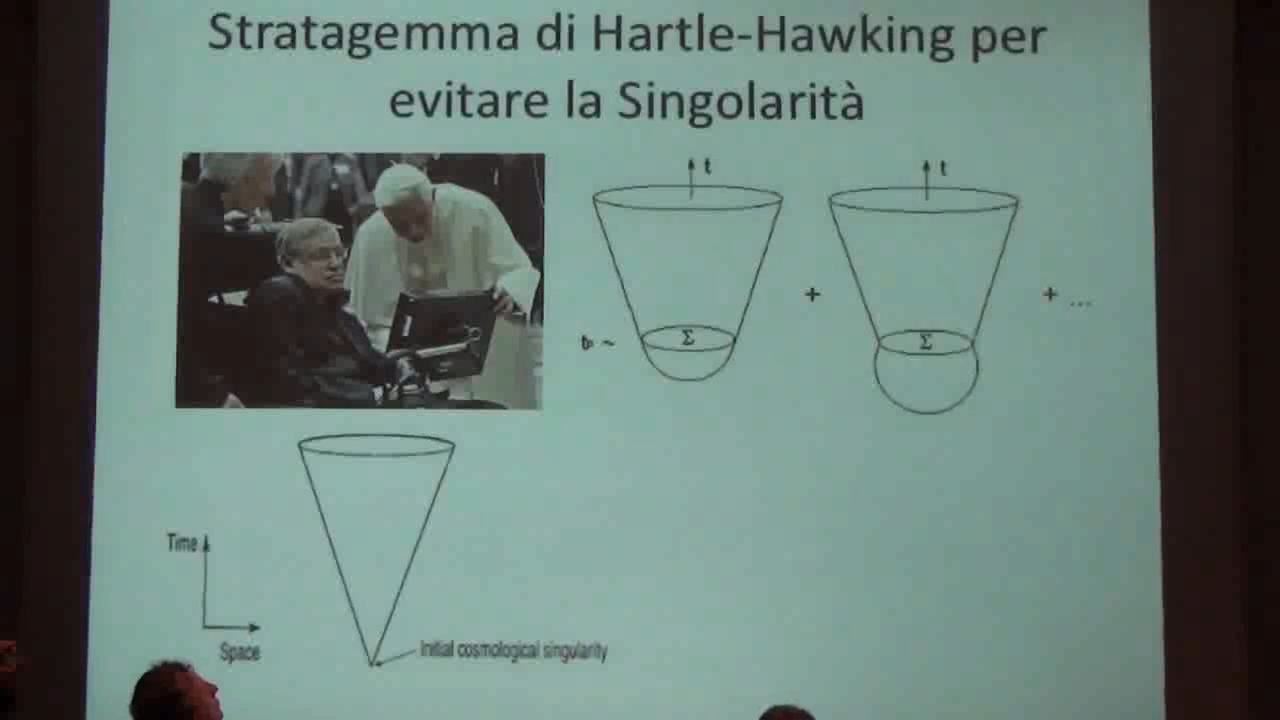 Stratagemma di Hartle-Hawking per
evitare la Singolarità
t
t
Σ
+
Σ
+ ...
Time
Space
Initial cosmological singularity